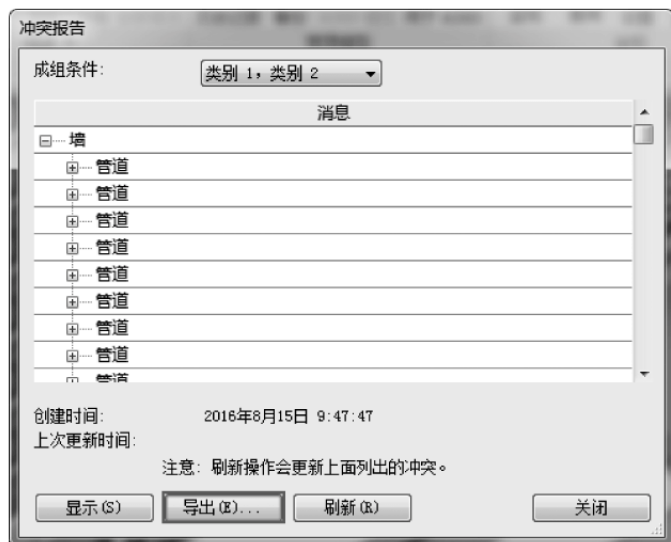 冲突报告
成组条件: 类别 1, 类别 2
消息
墙
管道
管道
管道
管道
管道
管道
管道
管道
管道
创建时间: 2016年8月15日 9:47:47
上次更新时间:
注意: 刷新操作会更新上面列出的冲突。
显示(S) 导出(E)... 刷新(R) 关闭